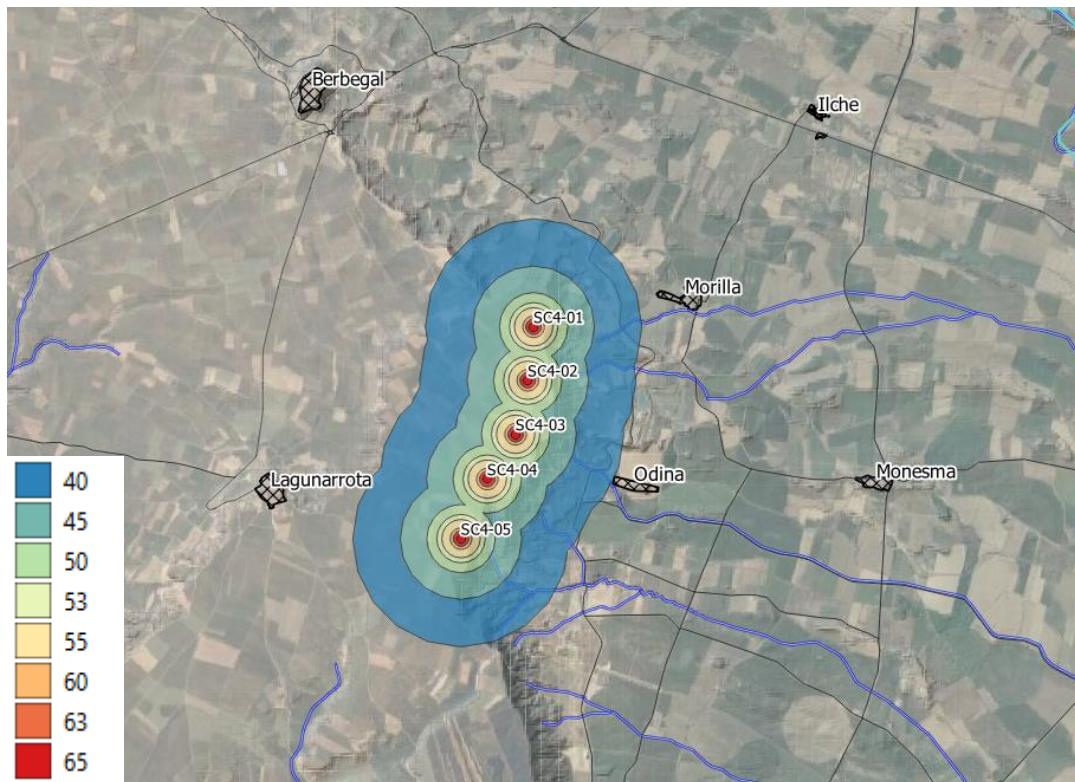 Berbegal
Ilche
Morilla
SC4-01
SC4-02
SC4-03
SC4-04
Lagunarrota
Odina
Monesma
SC4-05
40
45
50
53
55
60
63
65